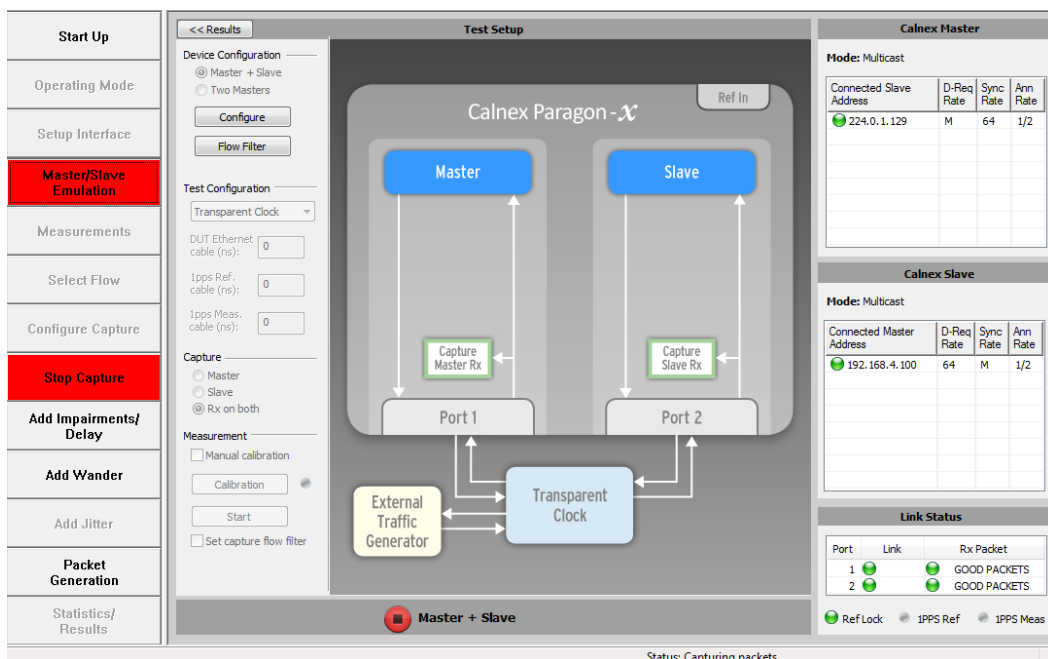 Start Up
Operating Mode
Setup Interface
Master/Slave
Emulation
Measurements
Select Flow
Configure Capture
Stop Capture
Add Impairments/
Delay
Add Wander
Add Jitter
Packet
Generation
Statistics/
Results
<< Results
Test Setup
Device Configuration
Master + Slave
Two Masters
Configure
Flow Filter
Test Configuration
Transparent Clock
DUT Ethernet
cable (ns): 0
1pps Ref.
cable (ns): 0
1pps Meas.
cable (ns): 0
Capture
Master
Slave
Rx on both
Measurement
Manual calibration
Calibration
Start
Set capture flow filter
Ref In
Calnex Paragon-x
Master
Slave
Capture
Master Rx
Capture
Slave Rx
Port 1
Port 2
External
Traffic
Generator
Transparent
Clock
Master + Slave
Calnex Master
Mode: Multicast
Connected Slave Address D-Req Rate Sync Rate Ann Rate
224.0.1.129 M 64 1/2
Calnex Slave
Mode: Multicast
Connected Master Address D-Req Rate Sync Rate Ann Rate
192.168.4.100 64 M 1/2
Link Status
Port Link Rx Packet
1 GOOD PACKETS
2 GOOD PACKETS
Ref Lock 1PPS Ref 1PPS Meas
Status: Capturing packets